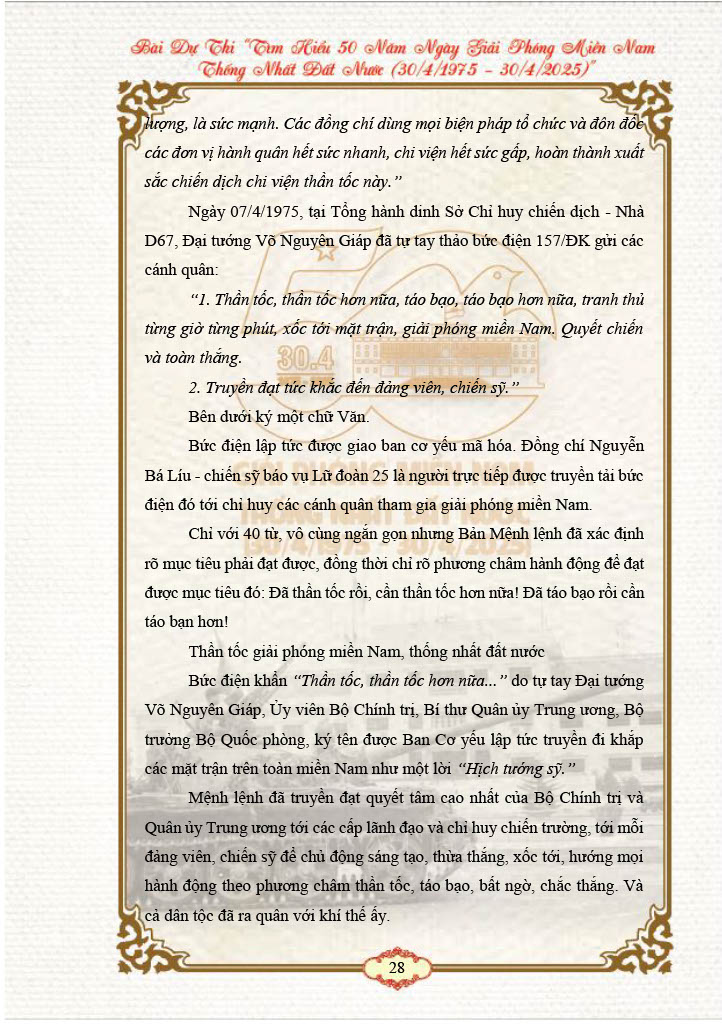 Bài Dự Thi “Tìm Hiểu 50 Năm Ngày Giải Phóng Miền Nam
Thống Nhất Đất Nước (30/4/1975 – 30/4/2025)”
lượng, là sức mạnh. Các đồng chí dùng mọi biện pháp tổ chức và đôn đốc
các đơn vị hành quân hết sức nhanh, chi viện hết sức gấp, hoàn thành xuất
sắc chiến dịch chi viện thần tốc này.”
Ngày 07/4/1975, tại Tổng hành dinh Sở Chỉ huy chiến dịch - Nhà
D67, Đại tướng Võ Nguyên Giáp đã tự tay thảo bức điện 157/ĐK gửi các
cánh quân:
“1. Thần tốc, thần tốc hơn nữa, táo bạo, táo bạo hơn nữa, tranh thủ
từng giờ từng phút, xốc tới mặt trận, giải phóng miền Nam. Quyết chiến
và toàn thắng.
30.4
2. Truyền đạt tức khắc đến đảng viên, chiến sỹ.”
Bên dưới ký một chữ Văn.
Bức điện lập tức được giao ban cơ yếu mã hóa. Đồng chí Nguyễn
Bá Líu - chiến sỹ báo vụ Lữ đoàn 25 là người trực tiếp được truyền tải bức
điện đó tới chỉ huy các cánh quân tham gia giải phóng miền Nam.
GIẢI PHÓNG MIỀN NAM
THỐNG NHẤT ĐẤT NƯỚC
(30/4/1975 - 30/4/2025)
Chỉ với 40 từ, vô cùng ngắn gọn nhưng Bản Mệnh lệnh đã xác định
rõ mục tiêu phải đạt được, đồng thời chỉ rõ phương châm hành động để đạt
được mục tiêu đó: Đã thần tốc rồi, cần thần tốc hơn nữa! Đã táo bạo rồi cần
táo bạn hơn!
Thần tốc giải phóng miền Nam, thống nhất đất nước
Bức điện khẩn “Thần tốc, thần tốc hơn nữa...” do tự tay Đại tướng
Võ Nguyên Giáp, Ủy viên Bộ Chính trị, Bí thư Quân ủy Trung ương, Bộ
trưởng Bộ Quốc phòng, ký tên được Ban Cơ yếu lập tức truyền đi khắp
các mặt trận trên toàn miền Nam như một lời “Hịch tướng sỹ.”
Mệnh lệnh đã truyền đạt quyết tâm cao nhất của Bộ Chính trị và
Quân ủy Trung ương tới các cấp lãnh đạo và chỉ huy chiến trường, tới mỗi
đảng viên, chiến sỹ để chủ động sáng tạo, thừa thắng, xốc tới, hướng mọi
hành động theo phương châm thần tốc, táo bạo, bất ngờ, chắc thắng. Và
cả dân tộc đã ra quân với khí thế ấy.
28